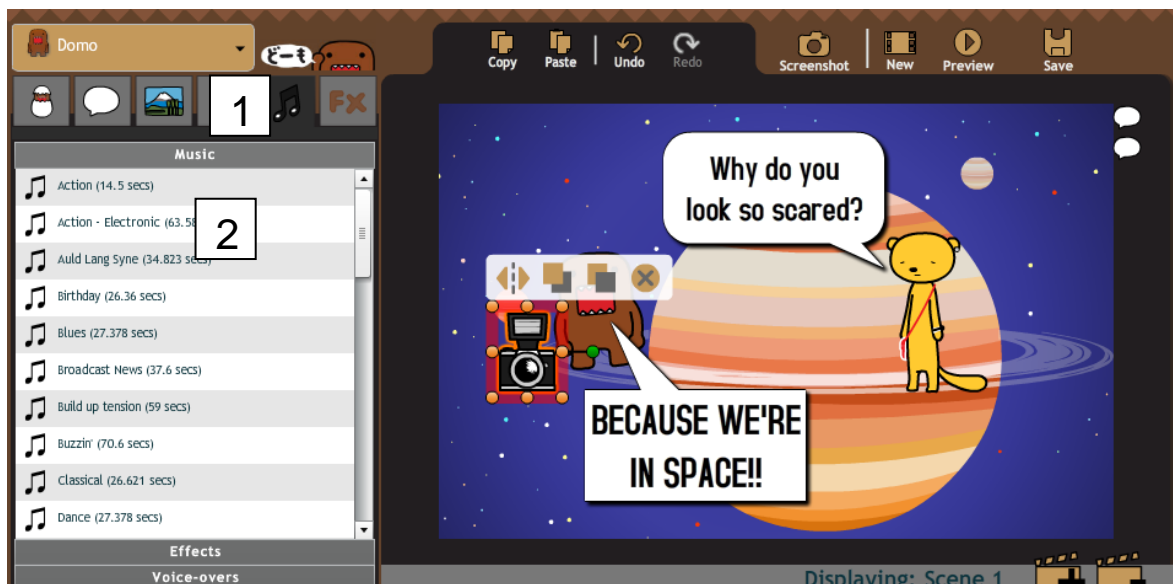 Domo
どーも
Copy
Paste
Undo
Redo
Screenshot
New
Preview
Save
1
FX
Music
Action (14.5 secs)
Action - Electronic (63.58
2
Auld Lang Syne (34.823 secs)
Birthday (26.36 secs)
Blues (27.378 secs)
Broadcast News (37.6 secs)
Build up tension (59 secs)
Buzzin' (70.6 secs)
Classical (26.621 secs)
Dance (27.378 secs)
Effects
Voice-overs
Why do you
look so scared?
BECAUSE WE'RE
IN SPACE!!
Displaying: Scene 1